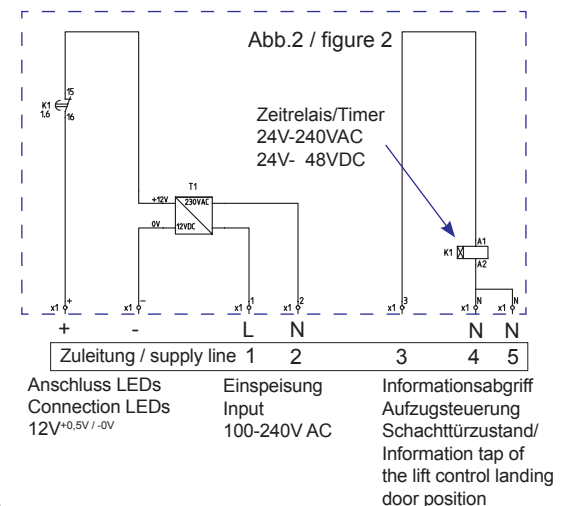 Abb.2 / figure 2
15
K1
1.6
16
Zeitrelais/Timer
24V-240VAC
24V- 48VDC
T1
+12V
230VAC
0V
12VDC
A1
K1
A2
x1 + x1 - x1 1 x1 2 x1 3 x1 N x1 N
+ - L N N N
Zuleitung / supply line 1 2 3 4 5
Anschluss LEDs
Connection LEDs
12V+0,5V / -0V
Einspeisung
Input
100-240V AC
Informationsabgriff
Aufzugsteuerung
Schachttürzustand/
Information tap of
the lift control landing
door position